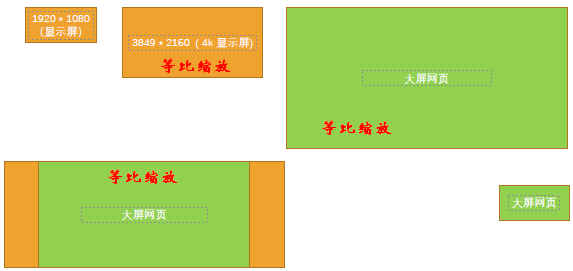 1920 * 1080
（显示屏）
3849 * 2160（ 4k 显示屏)
等比缩放
大屏网页
等比缩放
等比缩放
大屏网页
大屏网页